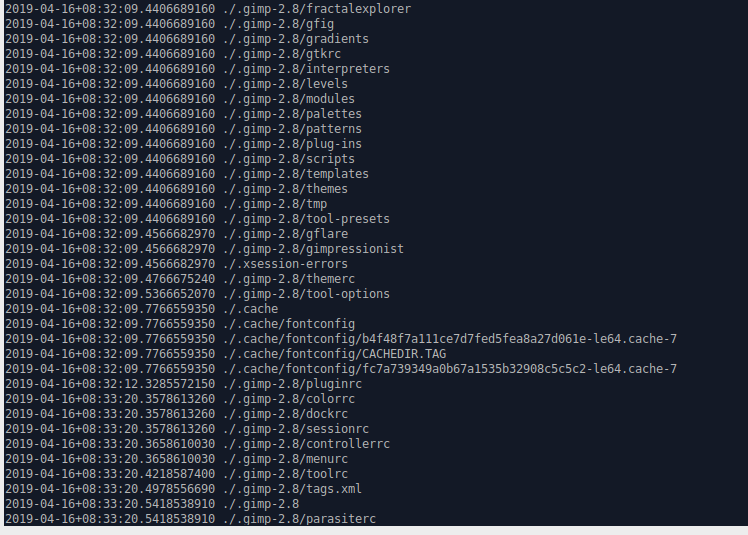 2019-04-16+08:32:09.4406689160 ./.gimp-2.8/fractalexplorer
2019-04-16+08:32:09.4406689160 ./.gimp-2.8/gfig
2019-04-16+08:32:09.4406689160 ./.gimp-2.8/gradients
2019-04-16+08:32:09.4406689160 ./.gimp-2.8/gtkrc
2019-04-16+08:32:09.4406689160 ./.gimp-2.8/interpreters
2019-04-16+08:32:09.4406689160 ./.gimp-2.8/levels
2019-04-16+08:32:09.4406689160 ./.gimp-2.8/modules
2019-04-16+08:32:09.4406689160 ./.gimp-2.8/palettes
2019-04-16+08:32:09.4406689160 ./.gimp-2.8/patterns
2019-04-16+08:32:09.4406689160 ./.gimp-2.8/plug-ins
2019-04-16+08:32:09.4406689160 ./.gimp-2.8/scripts
2019-04-16+08:32:09.4406689160 ./.gimp-2.8/templates
2019-04-16+08:32:09.4406689160 ./.gimp-2.8/themes
2019-04-16+08:32:09.4406689160 ./.gimp-2.8/tmp
2019-04-16+08:32:09.4406689160 ./.gimp-2.8/tool-presets
2019-04-16+08:32:09.4566682970 ./.gimp-2.8/gflare
2019-04-16+08:32:09.4566682970 ./.gimp-2.8/gimpressionist
2019-04-16+08:32:09.4566682970 ./.xsession-errors
2019-04-16+08:32:09.4766675240 ./.gimp-2.8/themerc
2019-04-16+08:32:09.5366652070 ./.gimp-2.8/tool-options
2019-04-16+08:32:09.7766559350 ./.cache
2019-04-16+08:32:09.7766559350 ./.cache/fontconfig
2019-04-16+08:32:09.7766559350 ./.cache/fontconfig/b4f48f7a111ce7d7fed5fea8a27d061e-le64.cache-7
2019-04-16+08:32:09.7766559350 ./.cache/fontconfig/CACHEDIR.TAG
2019-04-16+08:32:09.7766559350 ./.cache/fontconfig/fc7a739349a0b67a1535b32908c5c5c2-le64.cache-7
2019-04-16+08:32:12.3285572150 ./.gimp-2.8/pluginrc
2019-04-16+08:33:20.3578613260 ./.gimp-2.8/colorrc
2019-04-16+08:33:20.3578613260 ./.gimp-2.8/dockrc
2019-04-16+08:33:20.3578613260 ./.gimp-2.8/sessionrc
2019-04-16+08:33:20.3658610030 ./.gimp-2.8/controllerrc
2019-04-16+08:33:20.3658610030 ./.gimp-2.8/menurc
2019-04-16+08:33:20.4218587400 ./.gimp-2.8/toolrc
2019-04-16+08:33:20.4978556690 ./.gimp-2.8/tags.xml
2019-04-16+08:33:20.5418538910 ./.gimp-2.8
2019-04-16+08:33:20.5418538910 ./.gimp-2.8/parasiterc